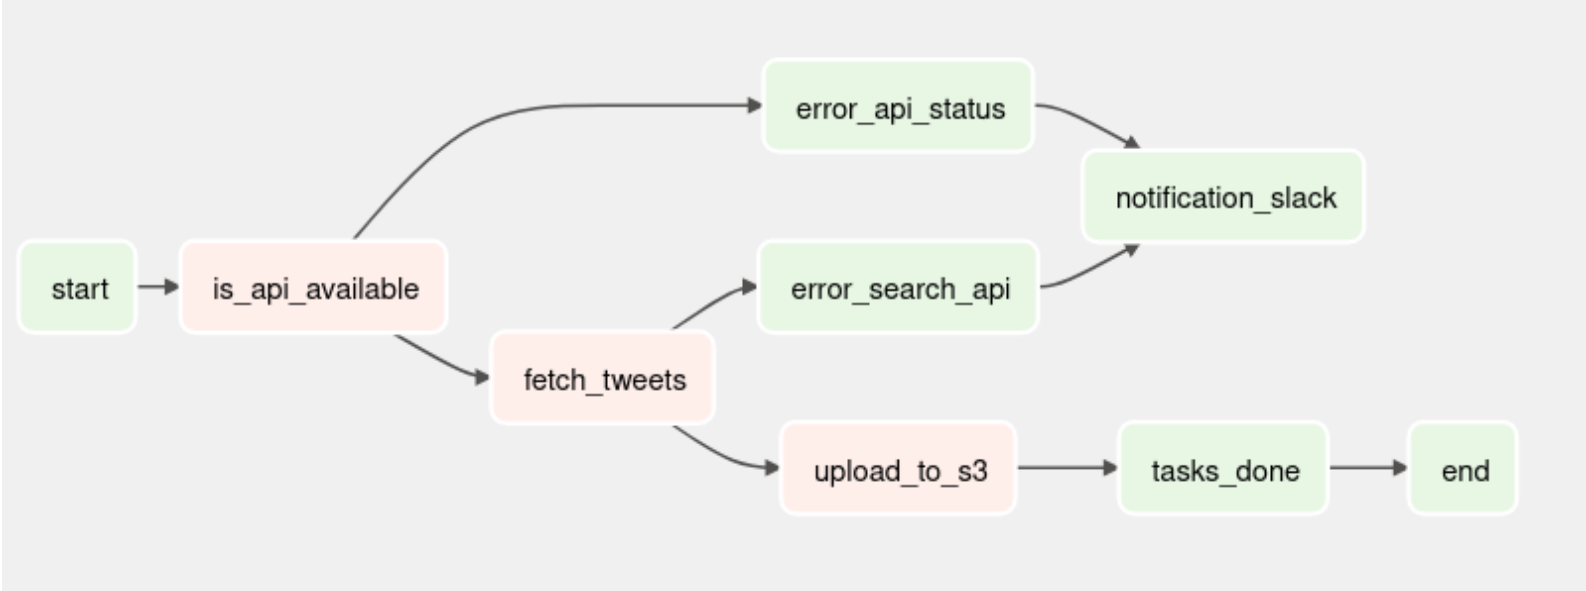 error_api_status
notification_slack
start
is_api_available
error_search_api
fetch_tweets
upload_to_s3
tasks_done
end